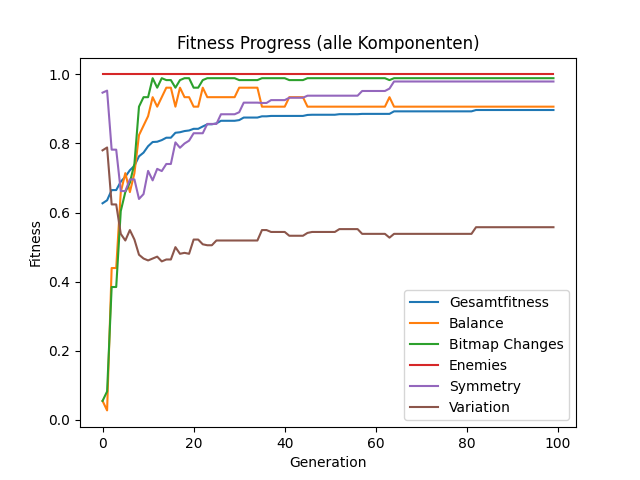 Fitness Progress (alle Komponenten)
1.0
0.8
0.6
0.4
0.2
0.0
Fitness
Gesamtfitness
Balance
Bitmap Changes
Enemies
Symmetry
Variation
0 20 40 60 80 100
Generation